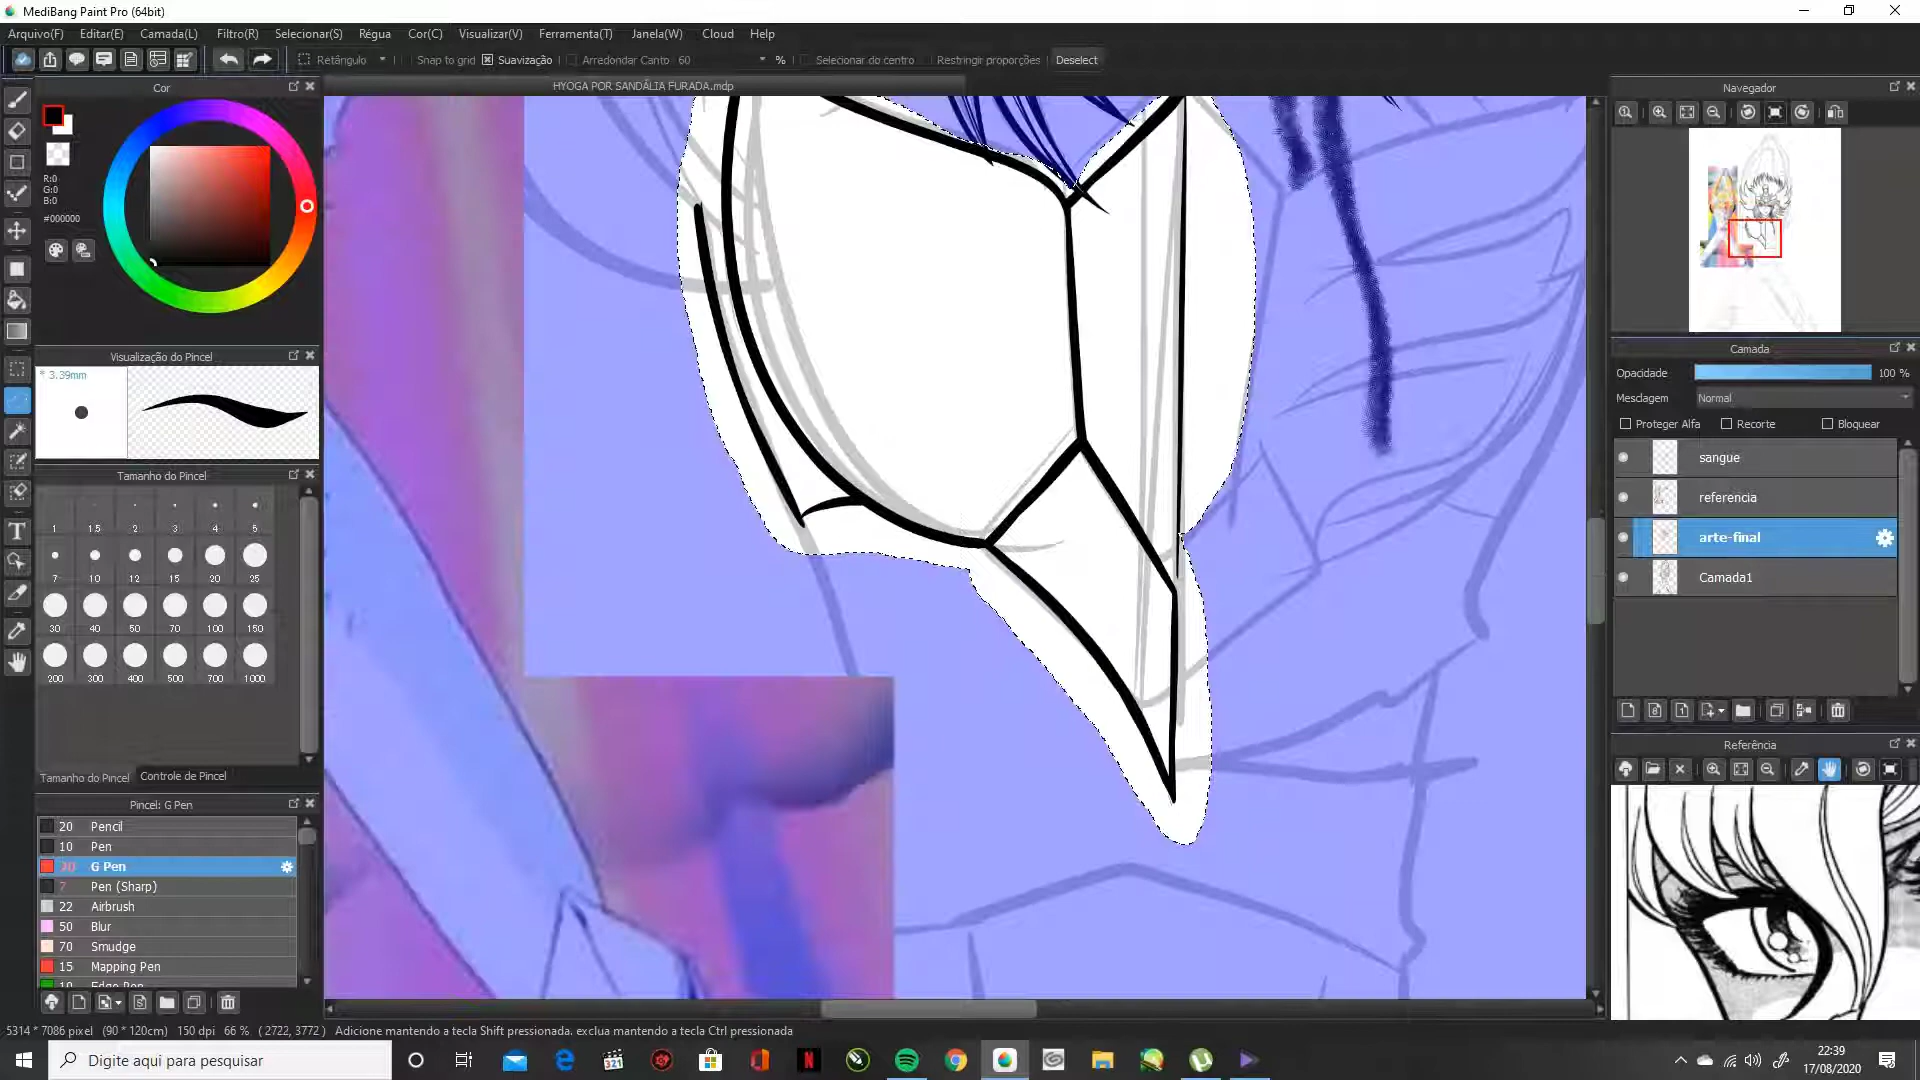 MediBang Paint Pro (64bit)
Arquivo(F) Editar(E) Camada(L) Filtro(R) Selecionar(S) Régua Cor(C) Visualizar(V) Ferramenta(T) Janela(W) Cloud Help
Retângulo Snap to grid Suavização Arredondar Canto 60 % Selecionar do centro Restringir proporções Deselect
HYOGA POR SANDÁLIA FURADA.mdp
Cor
R:0
G:0
B:0
#000000
Visualização do Pincel
* 3.39mm
Tamanho do Pincel
1 1.5 2 3 4 5
7 10 12 15 20 25
30 40 50 70 100 150
200 300 400 500 700 1000
Tamanho do Pincel Controle de Pincel
Pincel: G Pen
20 Pencil
10 Pen
G Pen
7 Pen (Sharp)
22 Airbrush
50 Blur
70 Smudge
15 Mapping Pen
10 Edge Pen
Navegador
Camada
Opacidade 100 %
Mesclagem Normal
Proteger Alfa Recorte Bloquear
sangue
referencia
arte-final
Camada1
Referência
5314 * 7086 pixel (90 * 120cm) 150 dpi 66 % ( 2722, 3772 ) Adicione mantendo a tecla Shift pressionada. exclua mantendo a tecla Ctrl pressionada
Digite aqui para pesquisar
321
22:39
17/08/2020